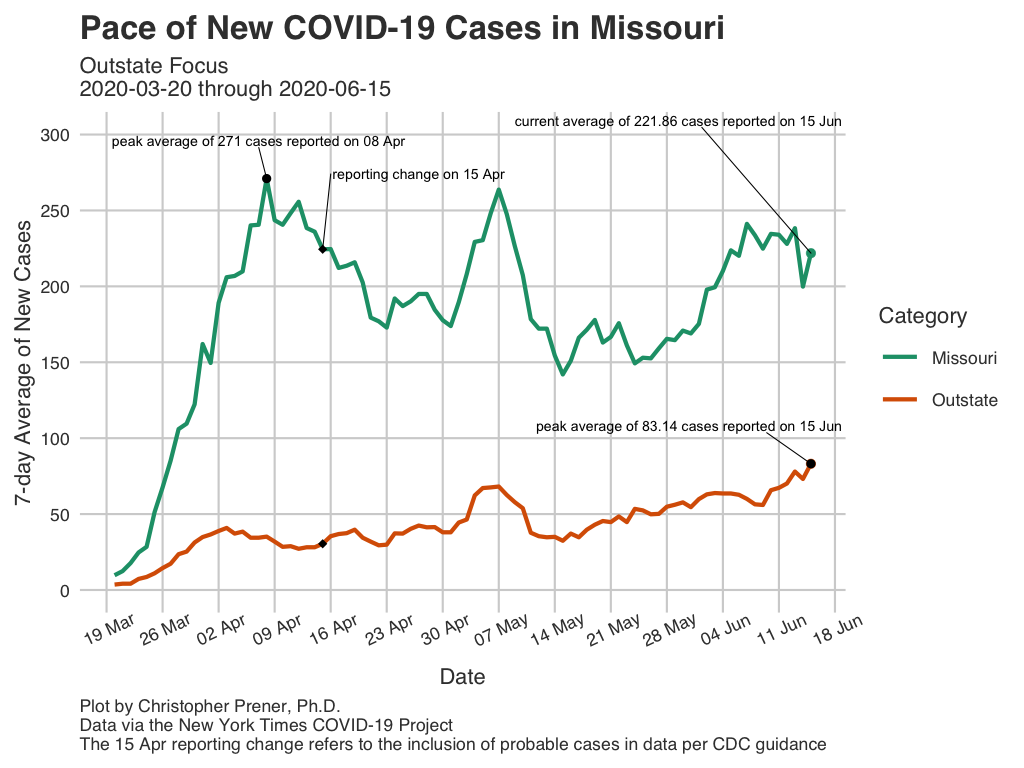 Pace of New COVID-19 Cases in Missouri
Outstate Focus
2020-03-20 through 2020-06-15
current average of 221.86 cases reported on 15 Jun
peak average of 271 cases reported on 08 Apr
reporting change on 15 Apr
peak average of 83.14 cases reported on 15 Jun
7-day Average of New Cases
300
250
200
150
100
50
0
19 Mar
26 Mar
02 Apr
09 Apr
16 Apr
23 Apr
30 Apr
07 May
14 May
21 May
28 May
04 Jun
11 Jun
18 Jun
Date
Category
Missouri
Outstate
Plot by Christopher Prener, Ph.D.
Data via the New York Times COVID-19 Project
The 15 Apr reporting change refers to the inclusion of probable cases in data per CDC guidance